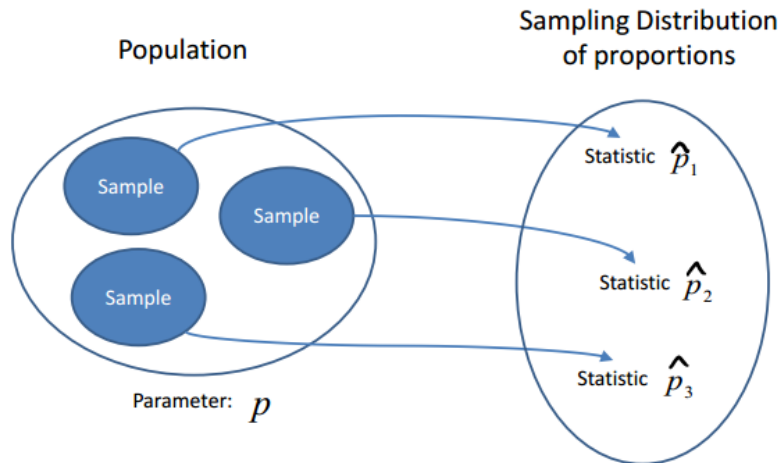 Population
Sampling Distribution
of proportions
Sample
Sample
Sample
Parameter: p
Statistic p̂₁
Statistic p̂₂
Statistic p̂₃